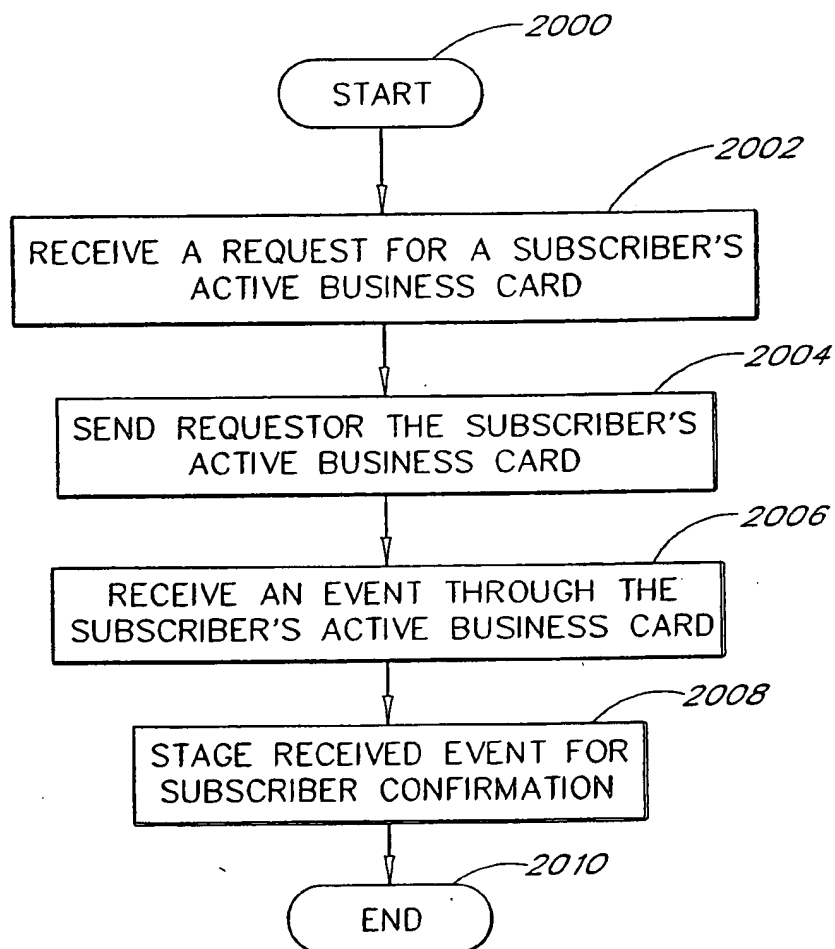 2000
START
2002
RECEIVE A REQUEST FOR A SUBSCRIBER'S
ACTIVE BUSINESS CARD
2004
SEND REQUESTOR THE SUBSCRIBER'S
ACTIVE BUSINESS CARD
2006
RECEIVE AN EVENT THROUGH THE
SUBSCRIBER'S ACTIVE BUSINESS CARD
2008
STAGE RECEIVED EVENT FOR
SUBSCRIBER CONFIRMATION
2010
END